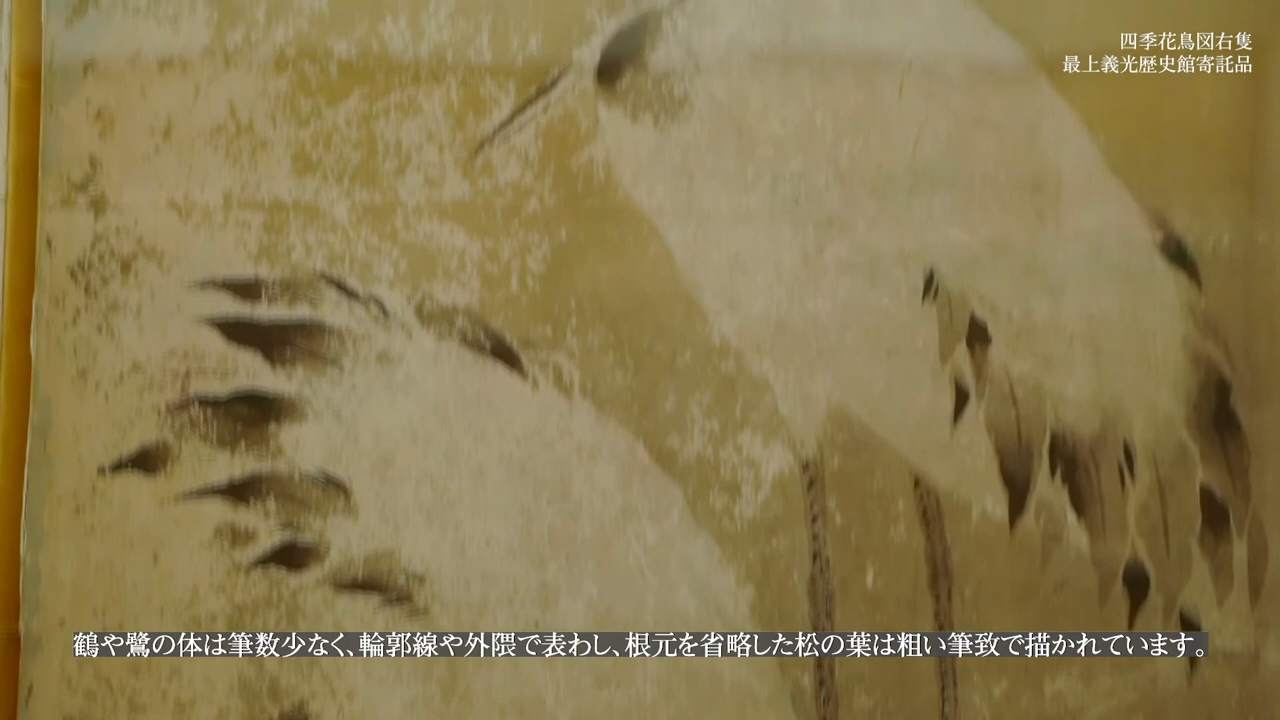 四季花鳥図右隻
最上義光歴史館寄託品
鶴や鷺の体は筆数少なく、輪郭線や外隈で表わし、根元を省略した松の葉は粗い筆致で描かれています。